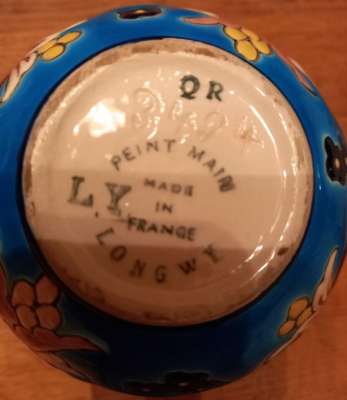 QR
PEINT MAIN
L.Y
MADE
IN
FRANCE
LONGWY